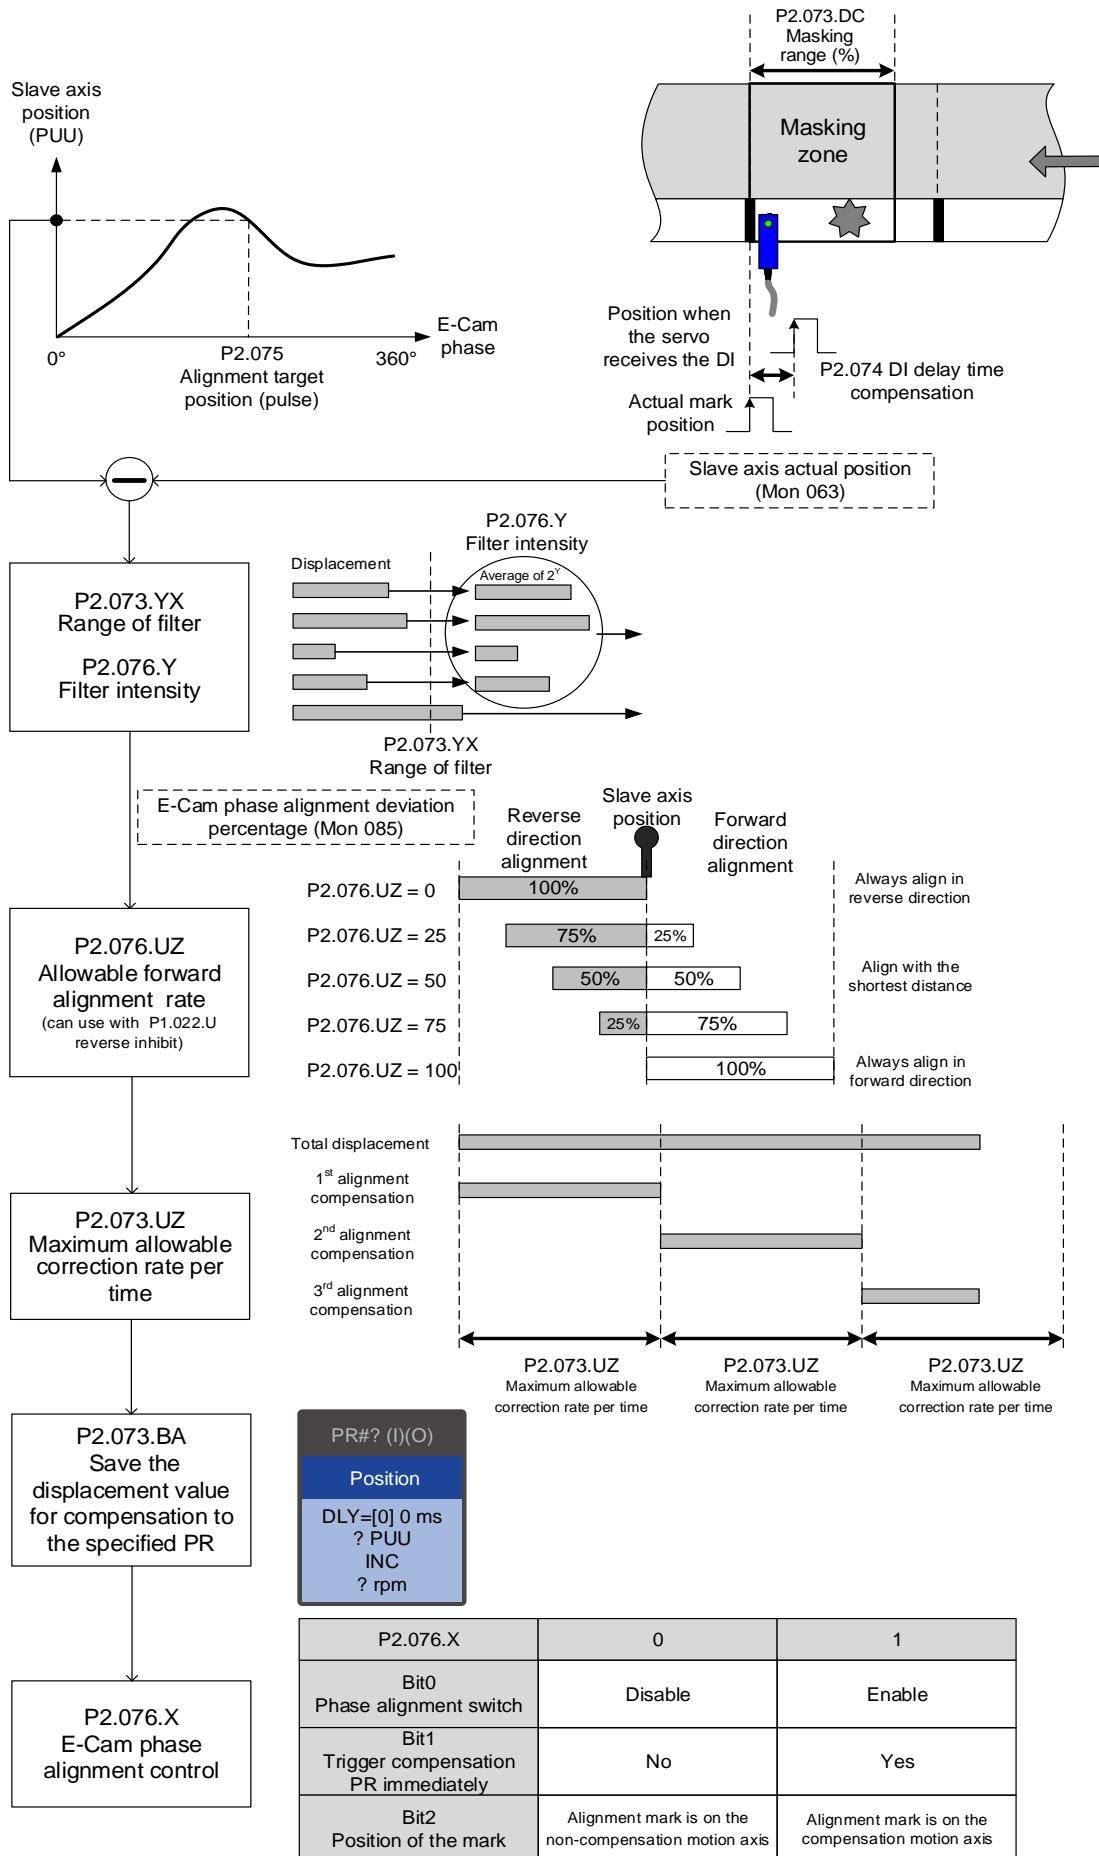 P2.073.DC
Masking
range (%)
Slave axis
position
(PUU)
Masking
zone
E-Cam
phase
0°
P2.075
Alignment target
position (pulse)
360°
Position when
the servo
receives the DI
P2.074 DI delay time
compensation
Actual mark
position
Slave axis actual position
(Mon 063)
P2.076.Y
Filter intensity
Displacement
Average of 2^Y
P2.073.YX
Range of filter
P2.076.Y
Filter intensity
P2.073.YX
Range of filter
E-Cam phase alignment deviation
percentage (Mon 085)
Reverse
direction
alignment
Slave axis
position
Forward
direction
alignment
P2.076.UZ = 0
100%
Always align in
reverse direction
P2.076.UZ = 25
75%
25%
P2.076.UZ = 50
50%
50%
Align with the
shortest distance
P2.076.UZ = 75
25%
75%
P2.076.UZ = 100
100%
Always align in
forward direction
P2.076.UZ
Allowable forward
alignment rate
(can use with P1.022.U
reverse inhibit)
Total displacement
1st alignment
compensation
2nd alignment
compensation
3rd alignment
compensation
P2.073.UZ
Maximum allowable
correction rate per
time
P2.073.UZ
Maximum allowable
correction rate per time
P2.073.UZ
Maximum allowable
correction rate per time
P2.073.UZ
Maximum allowable
correction rate per time
P2.073.BA
Save the
displacement value
for compensation to
the specified PR
PR#? (I)(O)
Position
DLY=[0] 0 ms
? PUU
INC
? rpm
P2.076.X
E-Cam phase
alignment control
P2.076.X
0
1
Bit0
Phase alignment switch
Disable
Enable
Bit1
Trigger compensation
PR immediately
No
Yes
Bit2
Position of the mark
Alignment mark is on the
non-compensation motion axis
Alignment mark is on the
compensation motion axis